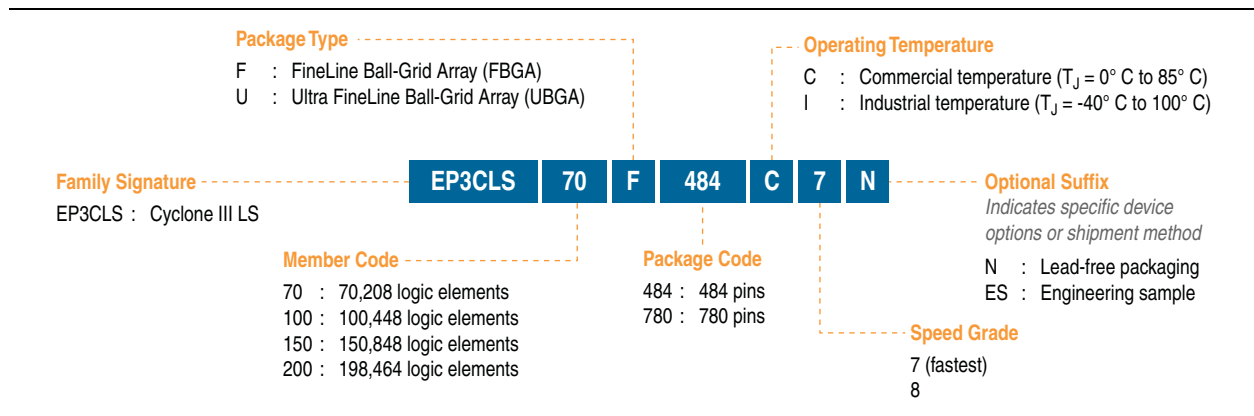 Package Type
F : FineLine Ball-Grid Array (FBGA)
U : Ultra FineLine Ball-Grid Array (UBGA)
Operating Temperature
C : Commercial temperature (TJ = 0° C to 85° C)
I : Industrial temperature (TJ = -40° C to 100° C)
EP3CLS 70 F 484 C 7 N
Family Signature
EP3CLS : Cyclone III LS
Optional Suffix
Indicates specific device
options or shipment method
N : Lead-free packaging
ES : Engineering sample
Member Code
70 : 70,208 logic elements
100 : 100,448 logic elements
150 : 150,848 logic elements
200 : 198,464 logic elements
Package Code
484 : 484 pins
780 : 780 pins
Speed Grade
7 (fastest)
8